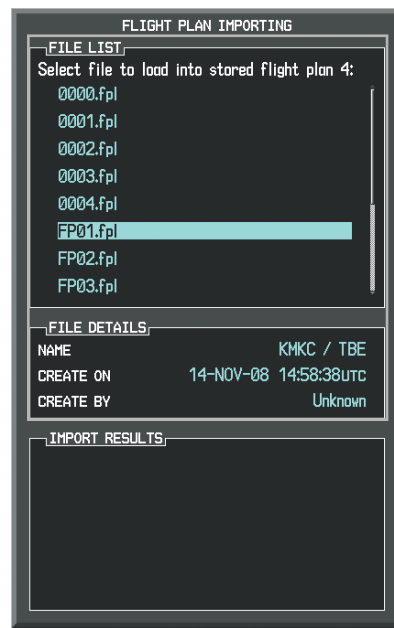 FLIGHT PLAN IMPORTING
FILE LIST
Select file to load into stored flight plan 4:
0000.fpl
0001.fpl
0002.fpl
0003.fpl
0004.fpl
FP01.fpl
FP02.fpl
FP03.fpl
FILE DETAILS
NAME KMKC / TBE
CREATE ON 14-NOV-08 14:58:38UTC
CREATE BY Unknown
IMPORT RESULTS